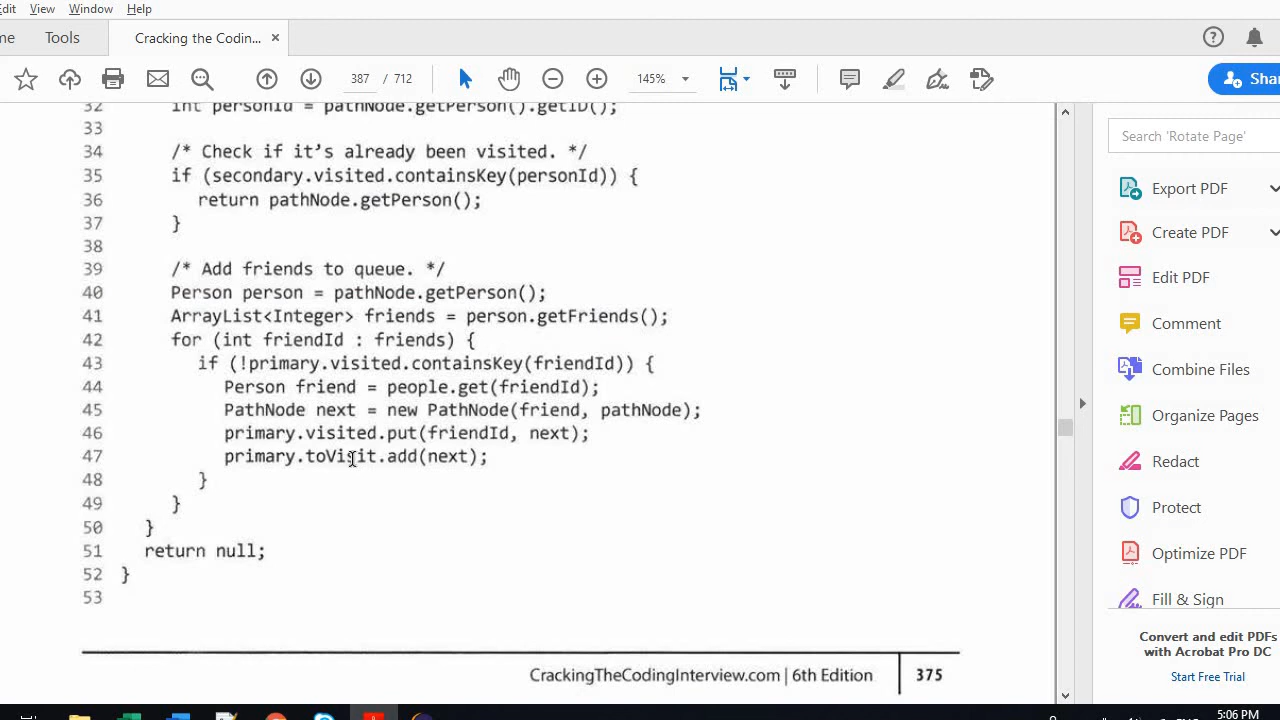 Edit View Window Help
me Tools Cracking the Codin... ×
387 / 712 145% Shar
32 int personId = pathNode.getPerson().getID();
33
34 /* Check if it's already been visited. */
35 if (secondary.visited.containsKey(personId)) {
36 return pathNode.getPerson();
37 }
38
39 /* Add friends to queue. */
40 Person person = pathNode.getPerson();
41 ArrayList<Integer> friends = person.getFriends();
42 for (int friendId : friends) {
43 if (!primary.visited.containsKey(friendId)) {
44 Person friend = people.get(friendId);
45 PathNode next = new PathNode(friend, pathNode);
46 primary.visited.put(friendId, next);
47 primary.toVisit.add(next);
48 }
49 }
50 }
51 return null;
52 }
53
CrackingTheCodingInterview.com | 6th Edition 375
Search 'Rotate Page'
Export PDF
Create PDF
Edit PDF
Comment
Combine Files
Organize Pages
Redact
Protect
Optimize PDF
Fill & Sign
Convert and edit PDFs
with Acrobat Pro DC
Start Free Trial
5:06 PM